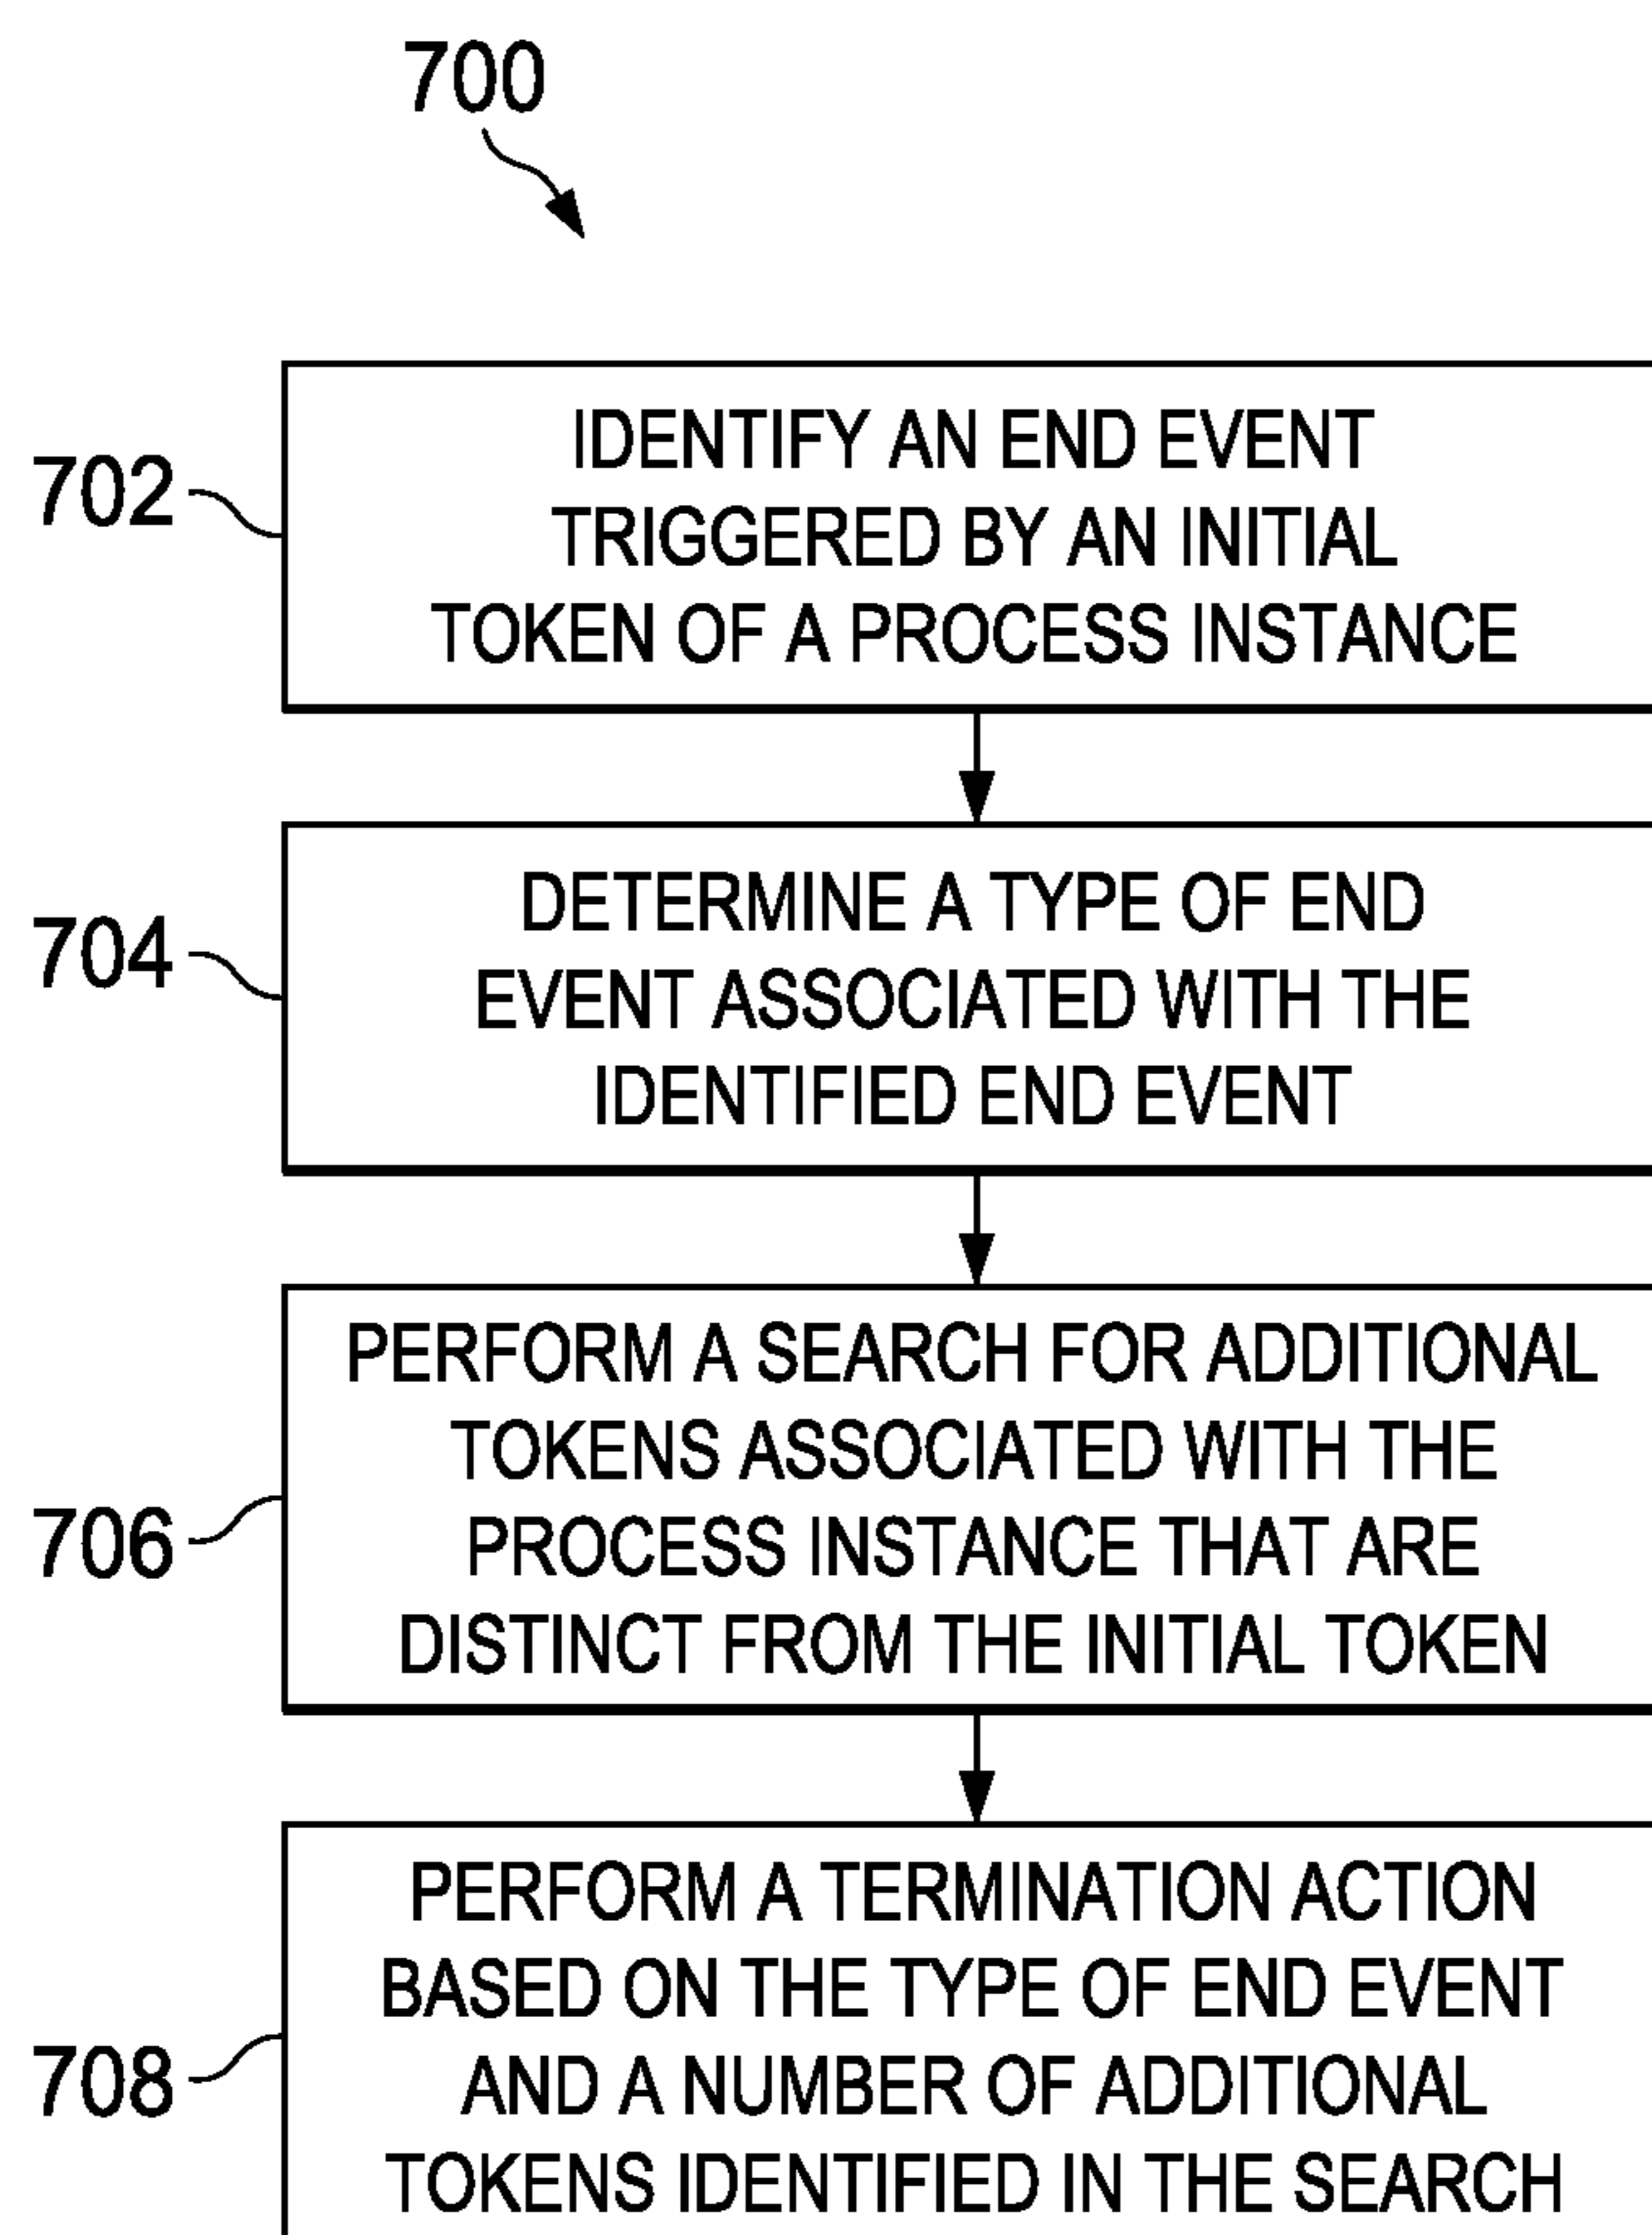 700
702
IDENTIFY AN END EVENT
TRIGGERED BY AN INITIAL
TOKEN OF A PROCESS INSTANCE
704
DETERMINE A TYPE OF END
EVENT ASSOCIATED WITH THE
IDENTIFIED END EVENT
706
PERFORM A SEARCH FOR ADDITIONAL
TOKENS ASSOCIATED WITH THE
PROCESS INSTANCE THAT ARE
DISTINCT FROM THE INITIAL TOKEN
708
PERFORM A TERMINATION ACTION
BASED ON THE TYPE OF END EVENT
AND A NUMBER OF ADDITIONAL
TOKENS IDENTIFIED IN THE SEARCH